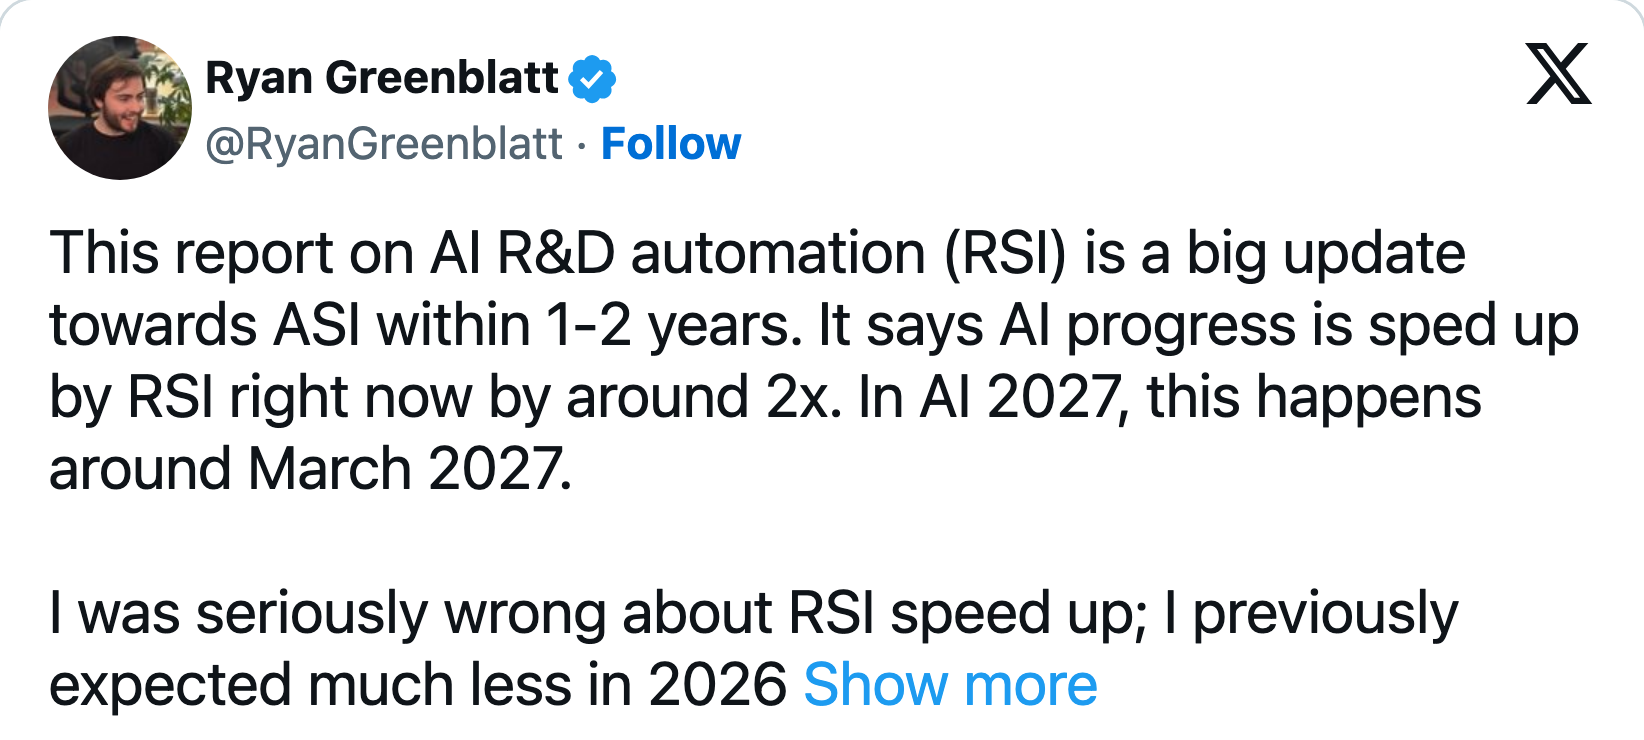 Ryan Greenblatt
@RyanGreenblatt · Follow
This report on AI R&D automation (RSI) is a big update
towards ASI within 1-2 years. It says AI progress is sped up
by RSI right now by around 2x. In AI 2027, this happens
around March 2027.
I was seriously wrong about RSI speed up; I previously
expected much less in 2026 Show more